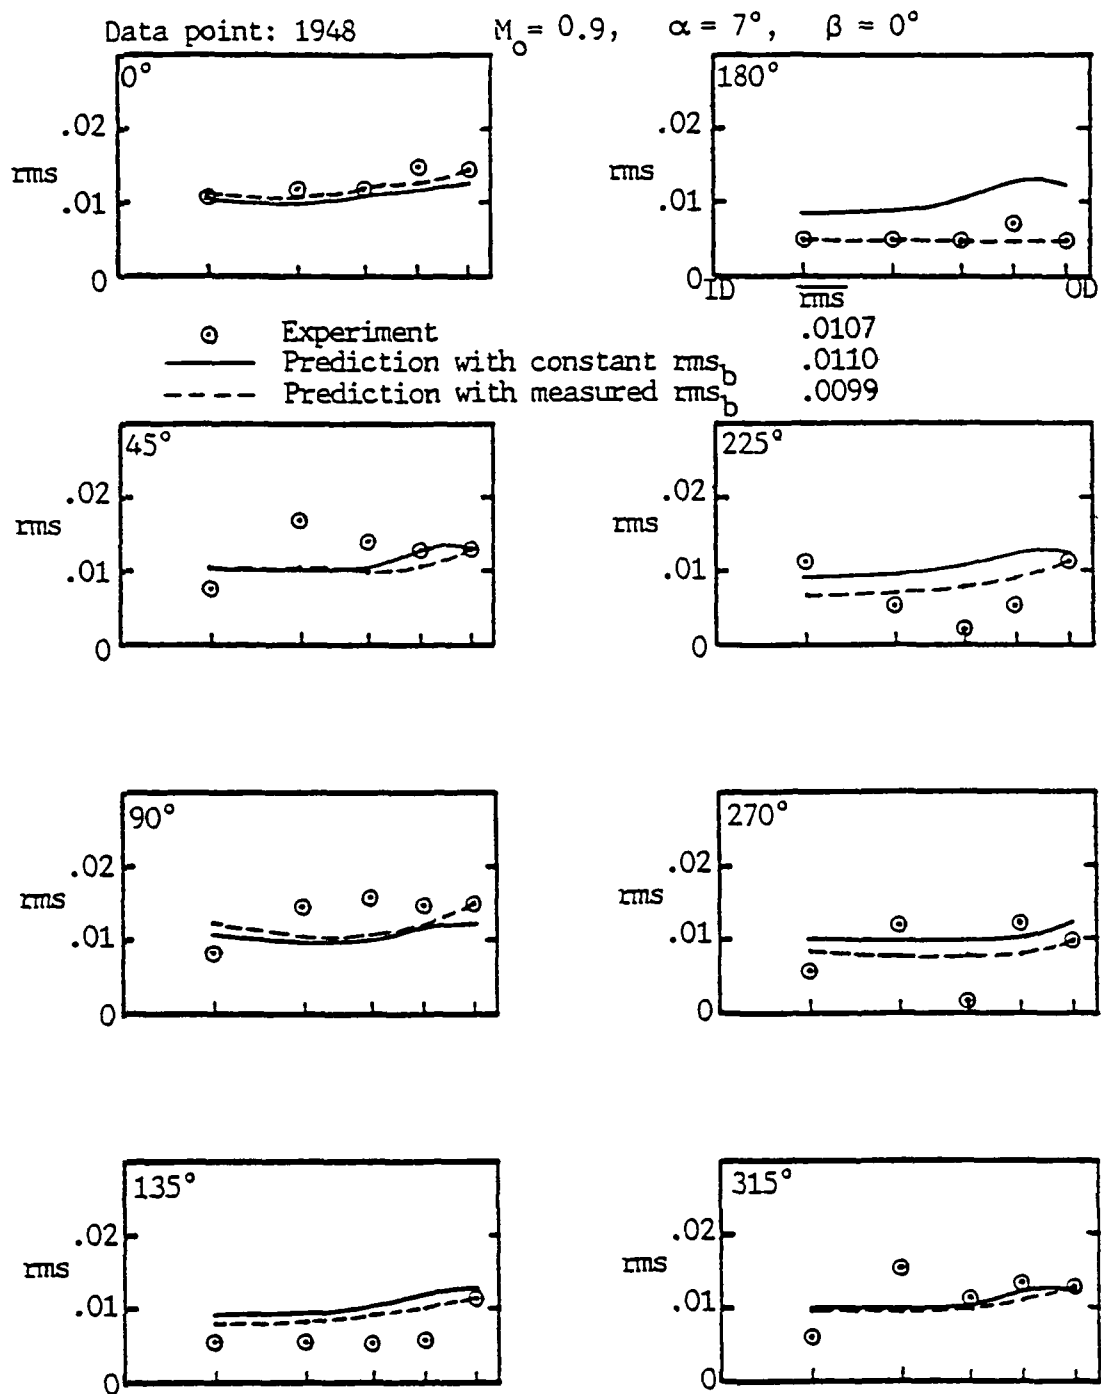 Data point: 1948 M₀ = 0.9, α = 7°, β = 0°
0°
.02
rms
.01
0
180°
.02
rms
.01
0
ID
OD
r̅m̅s̅
Experiment .0107
Prediction with constant rms_b .0110
Prediction with measured rms_b .0099
45°
.02
rms
.01
0
225°
.02
rms
.01
0
90°
.02
rms
.01
0
270°
.02
rms
.01
0
135°
.02
rms
.01
0
315°
.02
rms
.01
0